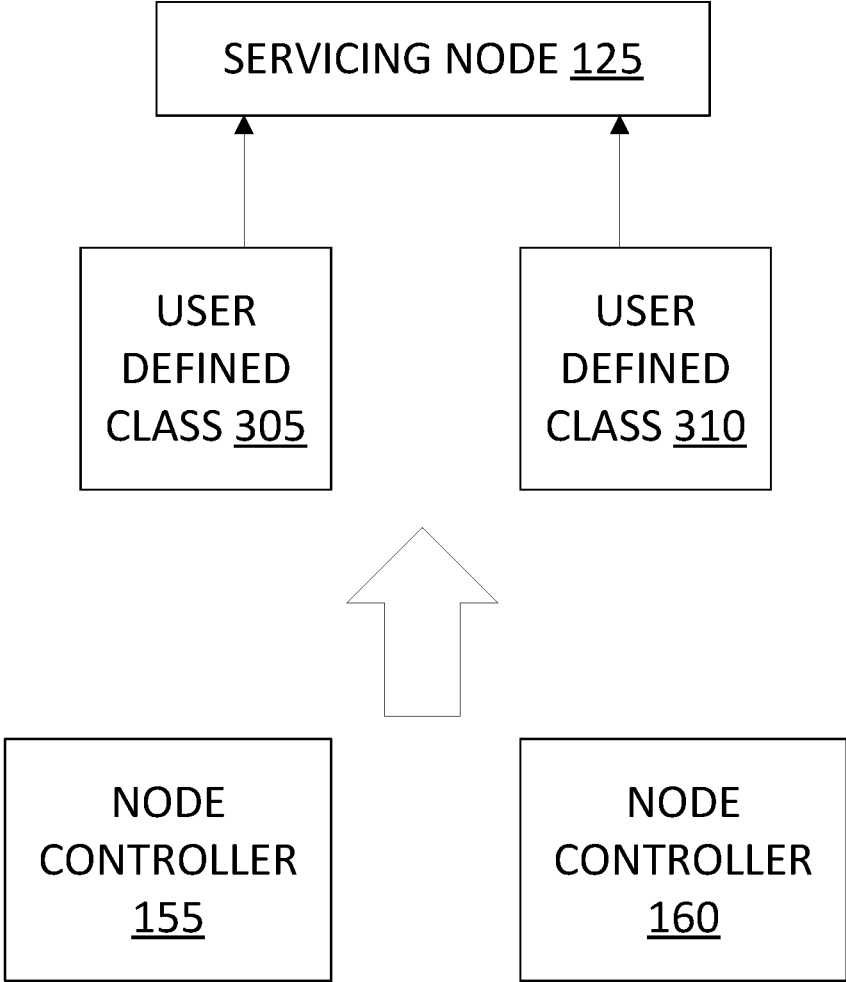 SERVICING NODE 125
USER
DEFINED
CLASS 305
USER
DEFINED
CLASS 310
NODE
CONTROLLER
155
NODE
CONTROLLER
160